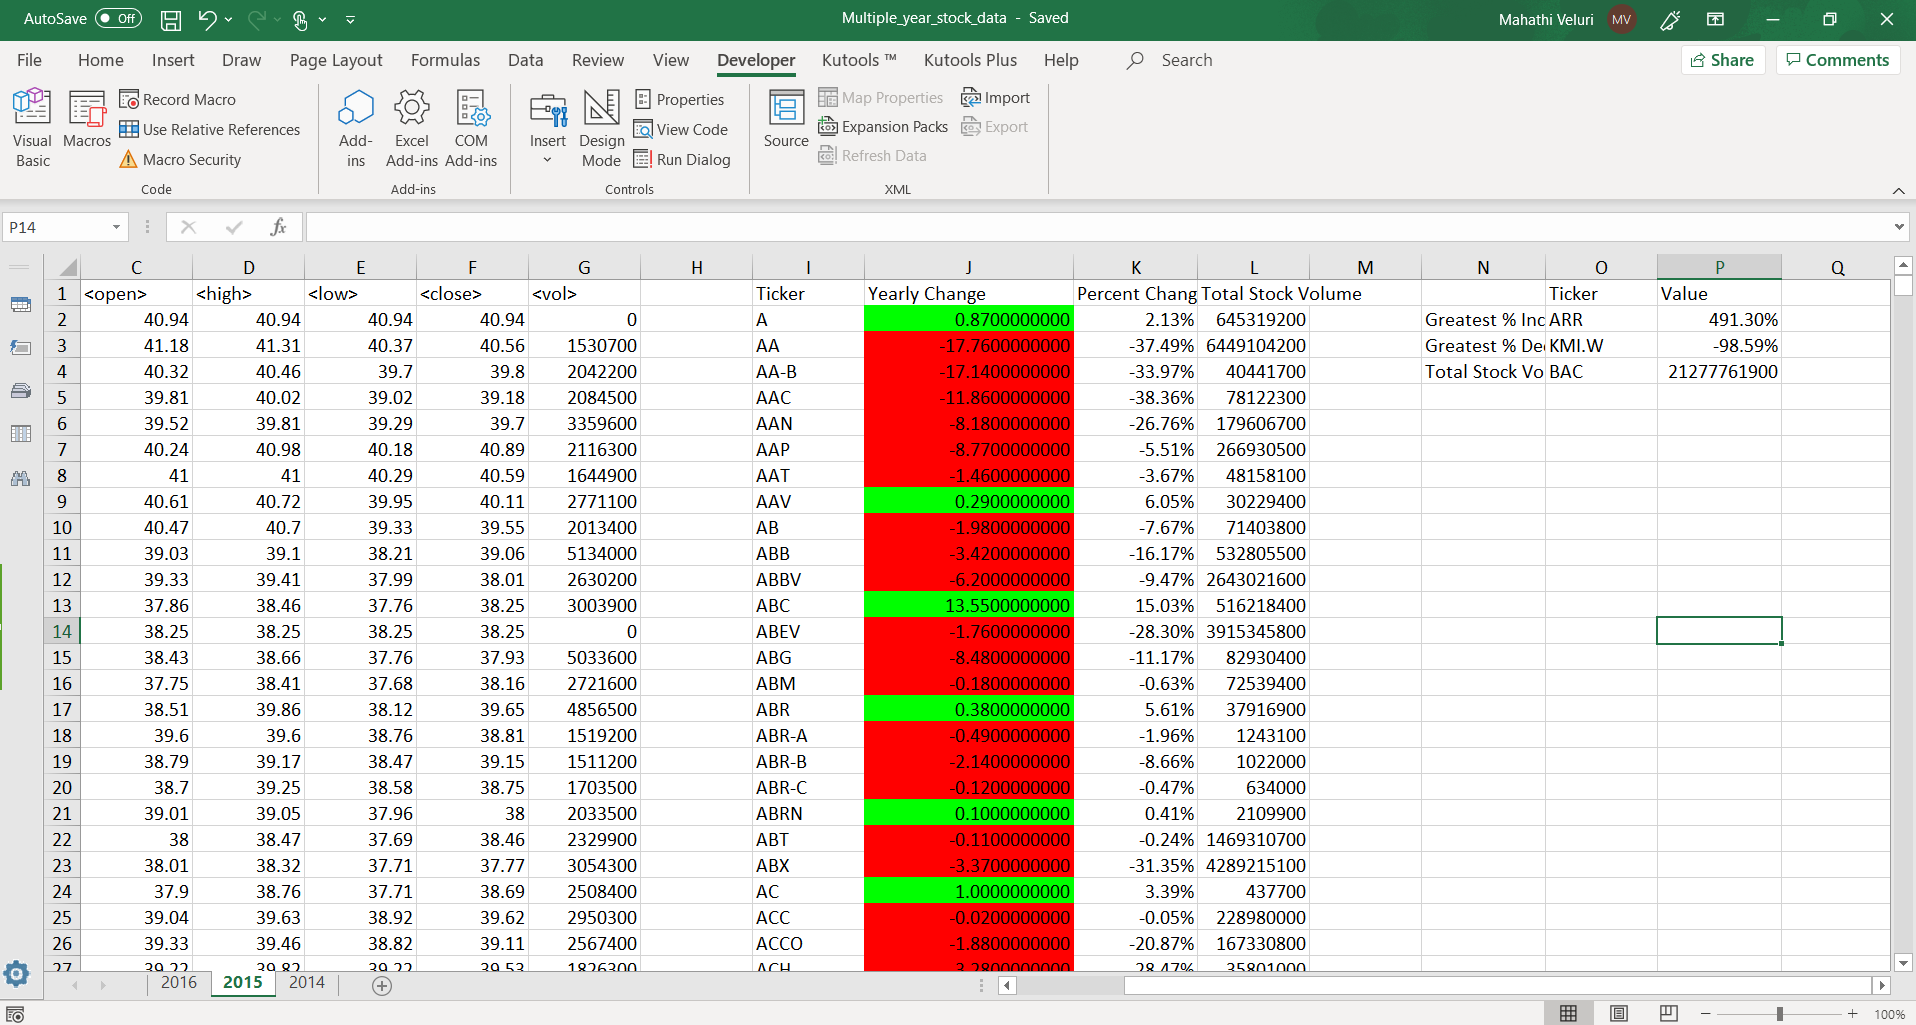 AutoSave Off Multiple_year_stock_data - Saved Mahathi Veluri MV
File Home Insert Draw Page Layout Formulas Data Review View Developer Kutools ™ Kutools Plus Help Search Share Comments
Visual Basic
Macros
Record Macro
Use Relative References
Macro Security
Code
Add-ins
Excel Add-ins
COM Add-ins
Add-ins
Insert
Design Mode
Properties
View Code
Run Dialog
Controls
Source
Map Properties
Expansion Packs
Refresh Data
Import
Export
XML
P14 fx
C D E F G H I J K L M N O P Q
1 <open> <high> <low> <close> <vol> Ticker Yearly Change Percent Chang Total Stock Volume Ticker Value
2 40.94 40.94 40.94 40.94 0 A 0.8700000000 2.13% 645319200 Greatest % Inc ARR 491.30%
3 41.18 41.31 40.37 40.56 1530700 AA -17.7600000000 -37.49% 6449104200 Greatest % De KMI.W -98.59%
4 40.32 40.46 39.7 39.8 2042200 AA-B -17.1400000000 -33.97% 40441700 Total Stock Vo BAC 21277761900
5 39.81 40.02 39.02 39.18 2084500 AAC -11.8600000000 -38.36% 78122300
6 39.52 39.81 39.29 39.7 3359600 AAN -8.1800000000 -26.76% 179606700
7 40.24 40.98 40.18 40.89 2116300 AAP -8.7700000000 -5.51% 266930500
8 41 41 40.29 40.59 1644900 AAT -1.4600000000 -3.67% 48158100
9 40.61 40.72 39.95 40.11 2771100 AAV 0.2900000000 6.05% 30229400
10 40.47 40.7 39.33 39.55 2013400 AB -1.9800000000 -7.67% 71403800
11 39.03 39.1 38.21 39.06 5134000 ABB -3.4200000000 -16.17% 532805500
12 39.33 39.41 37.99 38.01 2630200 ABBV -6.2000000000 -9.47% 2643021600
13 37.86 38.46 37.76 38.25 3003900 ABC 13.5500000000 15.03% 516218400
14 38.25 38.25 38.25 38.25 0 ABEV -1.7600000000 -28.30% 3915345800
15 38.43 38.66 37.76 37.93 5033600 ABG -8.4800000000 -11.17% 82930400
16 37.75 38.41 37.68 38.16 2721600 ABM -0.1800000000 -0.63% 72539400
17 38.51 39.86 38.12 39.65 4856500 ABR 0.3800000000 5.61% 37916900
18 39.6 39.6 38.76 38.81 1519200 ABR-A -0.4900000000 -1.96% 1243100
19 38.79 39.17 38.47 39.15 1511200 ABR-B -2.1400000000 -8.66% 1022000
20 38.7 39.25 38.58 38.75 1703500 ABR-C -0.1200000000 -0.47% 634000
21 39.01 39.05 37.96 38 2033500 ABRN 0.1000000000 0.41% 2109900
22 38 38.47 37.69 38.46 2329900 ABT -0.1100000000 -0.24% 1469310700
23 38.01 38.32 37.71 37.77 3054300 ABX -3.3700000000 -31.35% 4289215100
24 37.9 38.76 37.71 38.69 2508400 AC 1.0000000000 3.39% 437700
25 39.04 39.63 38.92 39.62 2950300 ACC -0.0200000000 -0.05% 228980000
26 39.33 39.46 38.82 39.11 2567400 ACCO -1.8800000000 -20.87% 167330800
27 39.22 39.82 39.22 39.53 1826300 ACH 3.2800000000 28.47% 35801000
2016 2015 2014
100%